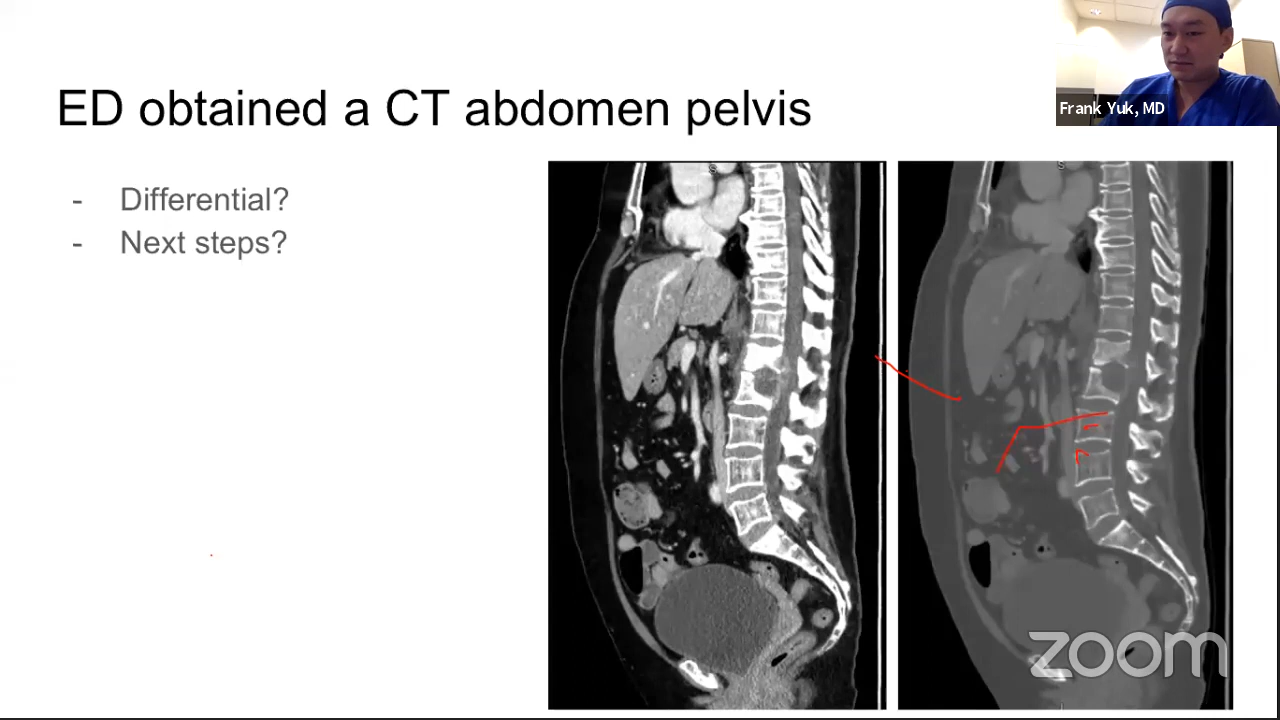 ED obtained a CT abdomen pelvis
- Differential?
- Next steps?
Frank Yuk, MD
zoom